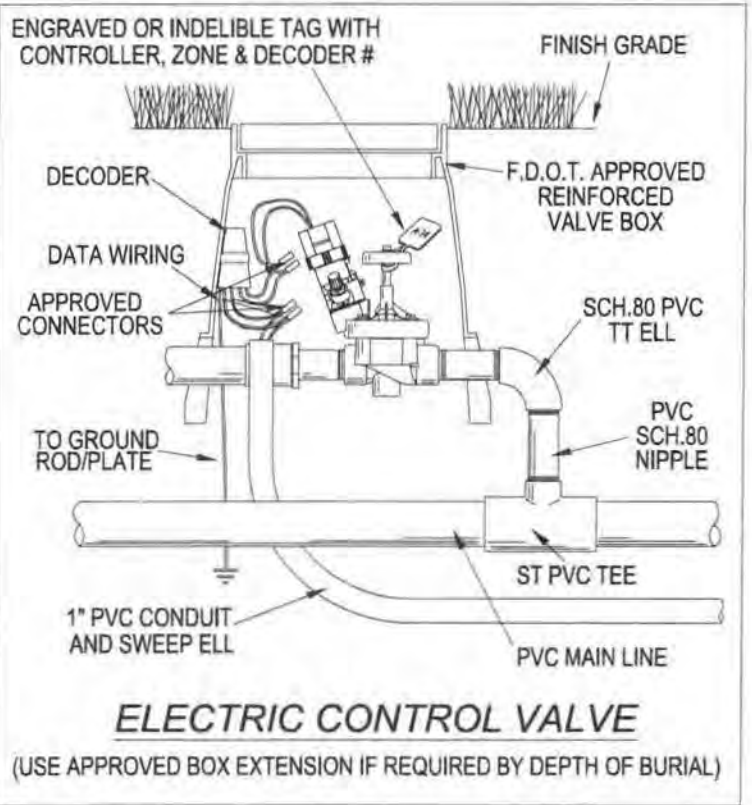 ENGRAVED OR INDELIBLE TAG WITH
CONTROLLER, ZONE & DECODER #
FINISH GRADE
DECODER
F.D.O.T. APPROVED
REINFORCED
VALVE BOX
DATA WIRING
APPROVED
CONNECTORS
SCH.80 PVC
TT ELL
TO GROUND
ROD/PLATE
PVC
SCH.80
NIPPLE
ST PVC TEE
1" PVC CONDUIT
AND SWEEP ELL
PVC MAIN LINE
ELECTRIC CONTROL VALVE
(USE APPROVED BOX EXTENSION IF REQUIRED BY DEPTH OF BURIAL)